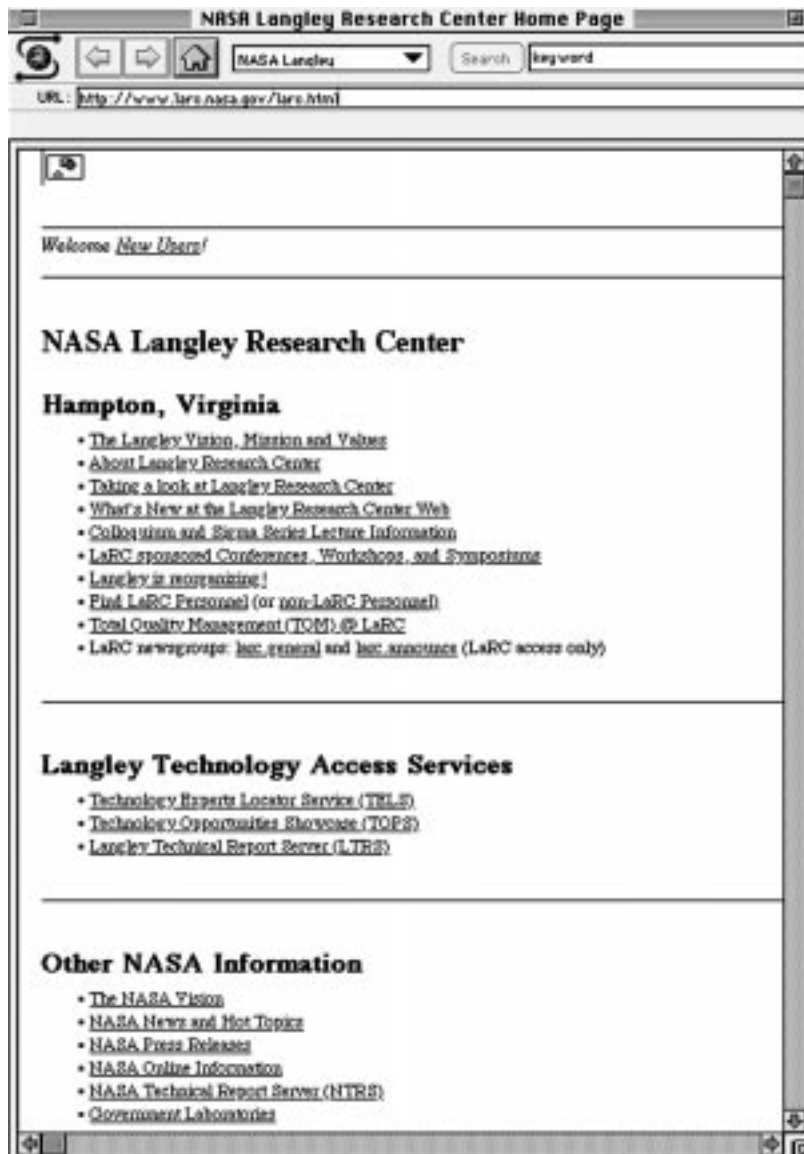 NASA Langley Research Center Home Page
NASA Langley Search keyword
URL: http://www.larc.nasa.gov/larc.html
Welcome New Users!
NASA Langley Research Center
Hampton, Virginia
• The Langley Vision, Mission and Values
• About Langley Research Center
• Taking a look at Langley Research Center
• What's New at the Langley Research Center Web
• Colloquium and Sigma Series Lecture Information
• LaRC sponsored Conferences, Workshops, and Symposiums
• Langley is reorganizing!
• Find LaRC Personnel (or non-LaRC Personnel)
• Total Quality Management (TQM) @ LaRC
• LaRC newsgroups: larc.general and larc.announce (LaRC access only)
Langley Technology Access Services
• Technology Experts Locator Service (TELS)
• Technology Opportunities Showcase (TOPS)
• Langley Technical Report Server (LTRS)
Other NASA Information
• The NASA Vision
• NASA News and Hot Topics
• NASA Press Releases
• NASA Online Information
• NASA Technical Report Server (NTRS)
• Government Laboratories